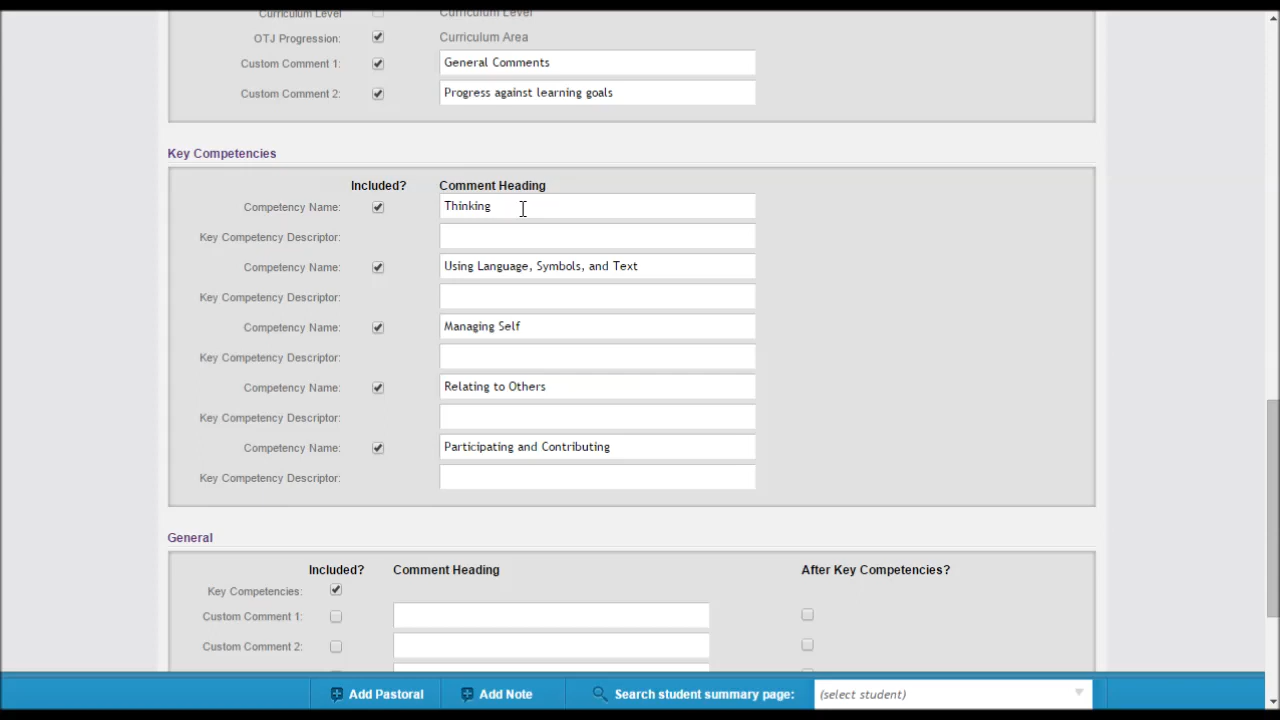 Curriculum Level Curriculum Level
OTJ Progression: Curriculum Area
Custom Comment 1: General Comments
Custom Comment 2: Progress against learning goals
Key Competencies
Included? Comment Heading
Competency Name: Thinking
Key Competency Descriptor:
Competency Name: Using Language, Symbols, and Text
Key Competency Descriptor:
Competency Name: Managing Self
Key Competency Descriptor:
Competency Name: Relating to Others
Key Competency Descriptor:
Competency Name: Participating and Contributing
Key Competency Descriptor:
General
Included? Comment Heading After Key Competencies?
Key Competencies:
Custom Comment 1:
Custom Comment 2:
Add Pastoral Add Note Search student summary page: (select student)